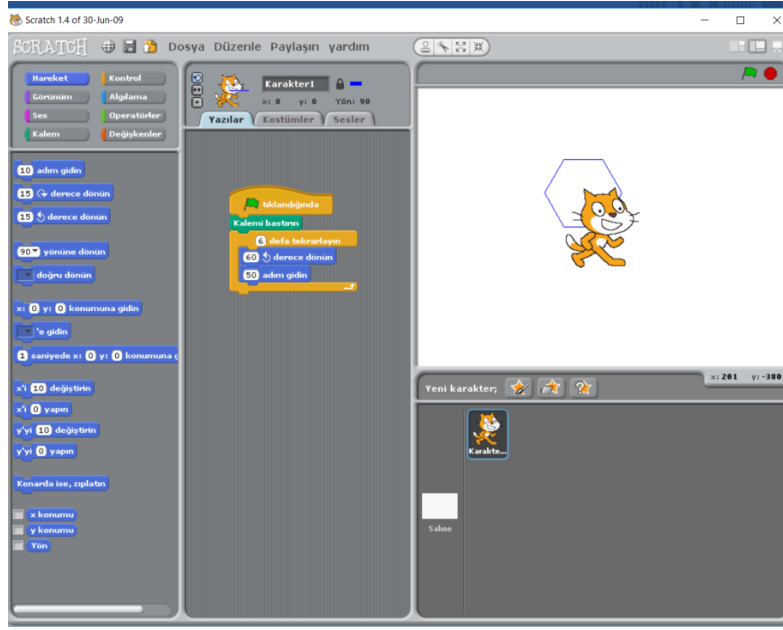 Scratch 1.4 of 30-Jun-09
SCRATCH Dosya Düzenle Paylaşın yardım
Hareket Kontrol
Görünüm Algılama
Ses Operatörler
Kalem Değişkenler
10 adım gidin
15 derece dönün
15 derece dönün
90 yönüne dönün
doğru dönün
x: 0 y: 0 konumuna gidin
'e gidin
1 saniyede x: 0 y: 0 konumuna g
x'i 10 değiştirin
x'i 0 yapın
y'yi 10 değiştirin
y'yi 0 yapın
Kenarda ise, zıplatın
x konumu
y konumu
Yön
Karakter1
x: 0 y: 0 Yön: 90
Yazılar Kostümler Sesler
tıklandığında
Kalemi bastırın
6 defa tekrarlayın
60 derece dönün
50 adım gidin
x: 201 y: -380
Yeni karakter;
Karakte...
Sahne